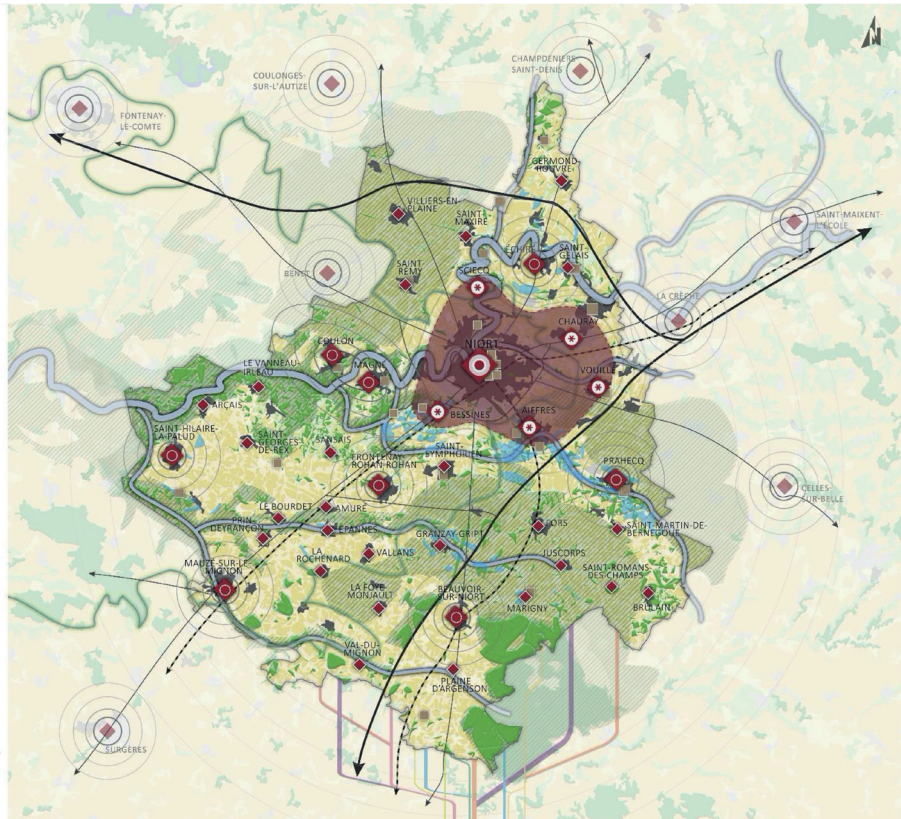 N
CHAMPDENIERS-
SAINT-DENIS
COULONGES-
SUR-L'AUTIZE
FONTENAY-
LE-COMTE
GERMOND-
ROUVRE
VILLIERS-EN-
PLAINE
SAINT-
MAXIRE
SAINT-MAIXENT-
L'ÉCOLE
ÉCHIRÉ
SAINT-
GELAIS
SCIECQ
SAINT-
RÉMY
BENET
LA CRÈCHE
CHAURAY
NIORT
COULON
MAGNÉ
VOUILLÉ
LE VANNEAU-
IRLEAU
ARÇAIS
BESSINES
AIFFRES
SAINT-HILAIRE-
LA-PALUD
SAINT-
GEORGES-
DE-REX
SANSAIS
SAINT-
SYMPHORIEN
FRONTENAY-
ROHAN-ROHAN
PRAHECQ
CELLES-
SUR-BELLE
LE BOURDET
AMURÉ
PRIN-
DEYRANÇON
ÉPANNES
GRANZAY-GRIPT
FORS
SAINT-MARTIN-DE-
BERNEGOUE
LA
ROCHÉNARD
VALLANS
JUSCORPS
MAUZÉ-SUR-LE-
MIGNON
SAINT-ROMANS-
DES-CHAMPS
LA FOYE-
MONJAULT
BEAUVOIR-
SUR-NIORT
MARIGNY
BRÛLAIN
VAL-DU-
MIGNON
PLAINE
D'ARGENSON
SURGÈRES